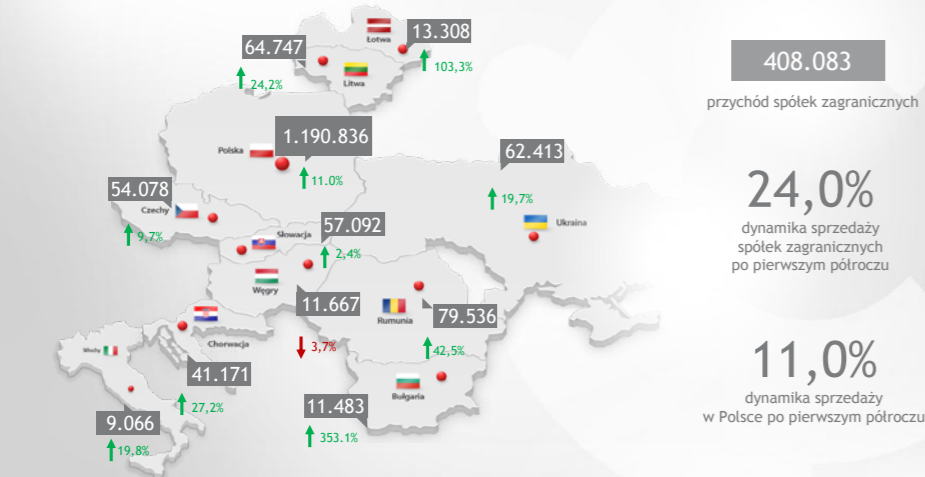 Łotwa
13.308
103,3%
64.747
24,2%
Litwa
1.190.836
Polska
11.0%
62.413
19,7%
Ukraina
54.078
Czechy
9,7%
Słowacja
57.092
2,4%
Węgry
11.667
3,7%
Rumunia
79.536
42,5%
Chorwacja
41.171
27,2%
Włochy
9.066
19,8%
Bułgaria
11.483
353.1%
408.083
przychód spółek zagranicznych
24,0%
dynamika sprzedaży
spółek zagranicznych
po pierwszym półroczu
11,0%
dynamika sprzedaży
w Polsce po pierwszym półroczu